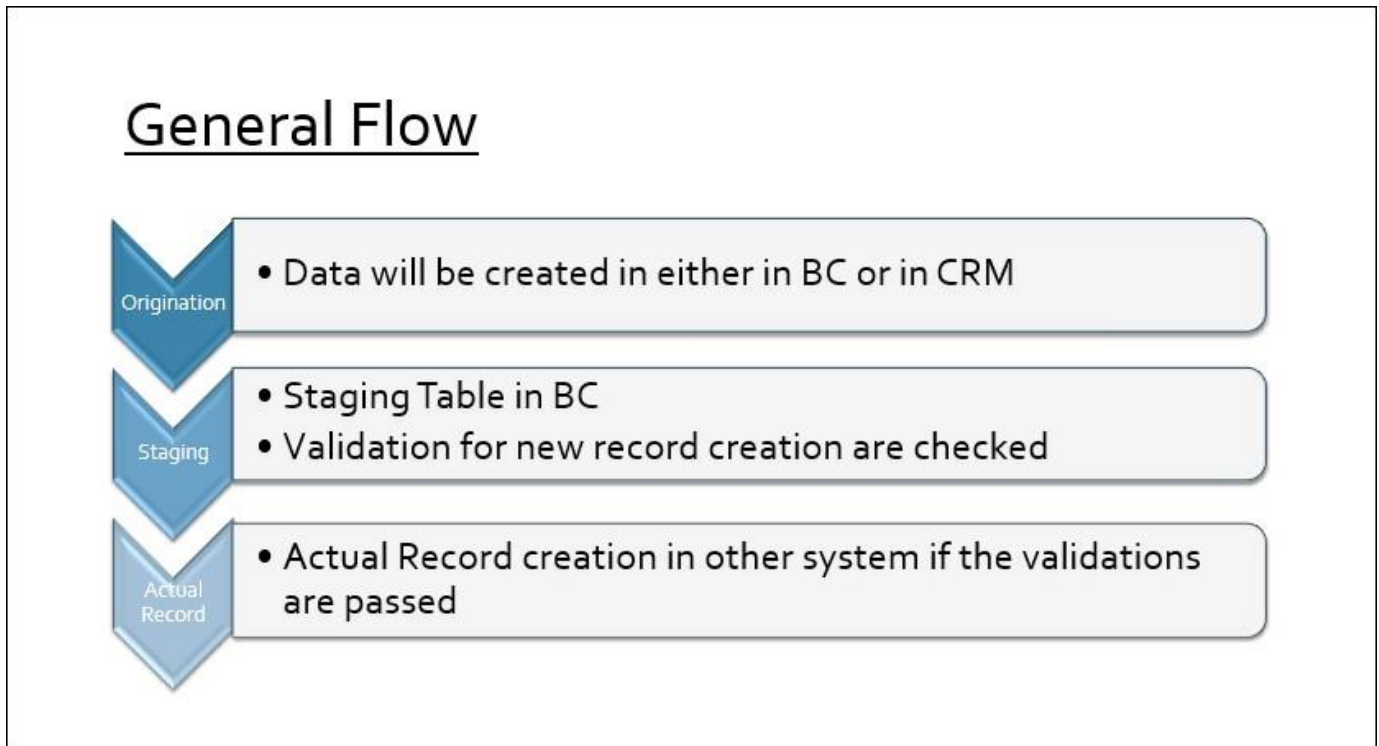 General Flow
Origination
• Data will be created in either in BC or in CRM
Staging
• Staging Table in BC
• Validation for new record creation are checked
Actual
Record
• Actual Record creation in other system if the validations
are passed